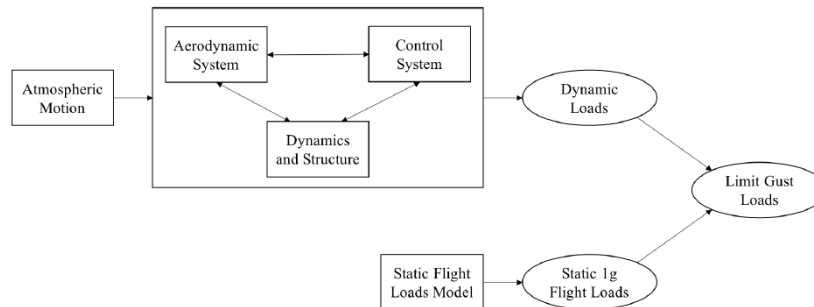 Atmospheric
Motion
Aerodynamic
System
Control
System
Dynamics
and Structure
Dynamic
Loads
Limit Gust
Loads
Static Flight
Loads Model
Static 1g
Flight Loads